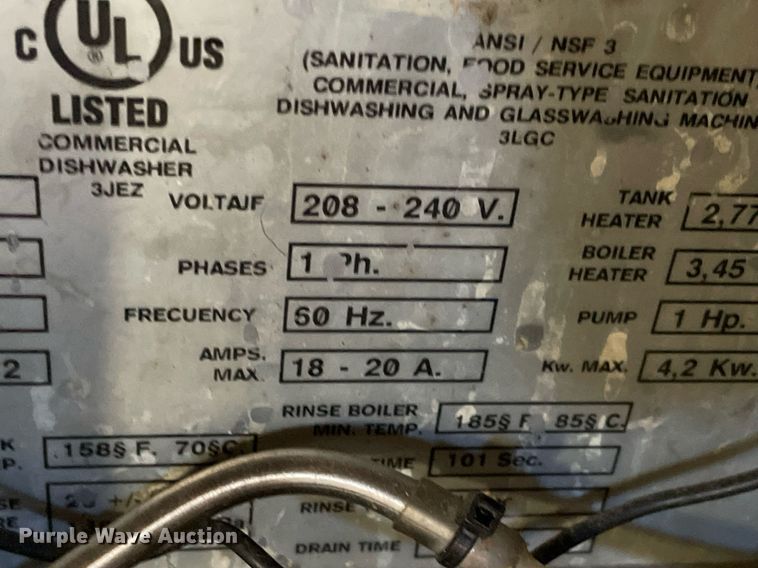 C UL US
®
LISTED
COMMERCIAL
DISHWASHER
3JEZ
ANSI / NSF 3
(SANITATION, FOOD SERVICE EQUIPMENT
COMMERCIAL, SPRAY-TYPE SANITATION
DISHWASHING AND GLASSWASHING MACHIN
3LGC
VOLTAJE 208 - 240 V.
TANK
HEATER 2,77
PHASES 1 Ph.
BOILER
HEATER 3,45
FRECUENCY 60 Hz.
PUMP 1 Hp.
2
AMPS.
MAX. 18 - 20 A.
Kw. MAX. 4,2 Kw.
RINSE BOILER
MIN. TEMP. 185§ F. 85§ C.
K
P. 158§ F. 70§C.
TIME 101 Sec.
RINSE
DRAIN TIME
Purple Wave Auction